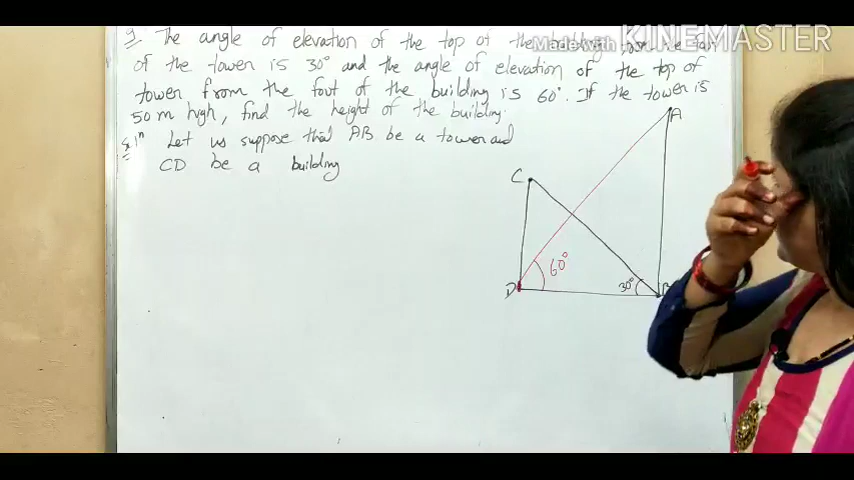 9. The angle of elevation of the top of the
of the tower is 30° and the angle of elevation of the top of
tower from the foot of the building is 60°. If the tower is
50 m high, find the height of the building.
Let us suppose that AB be a tower and
CD be a building
Made with KINEMASTER
A
C
60°
30°
D
B